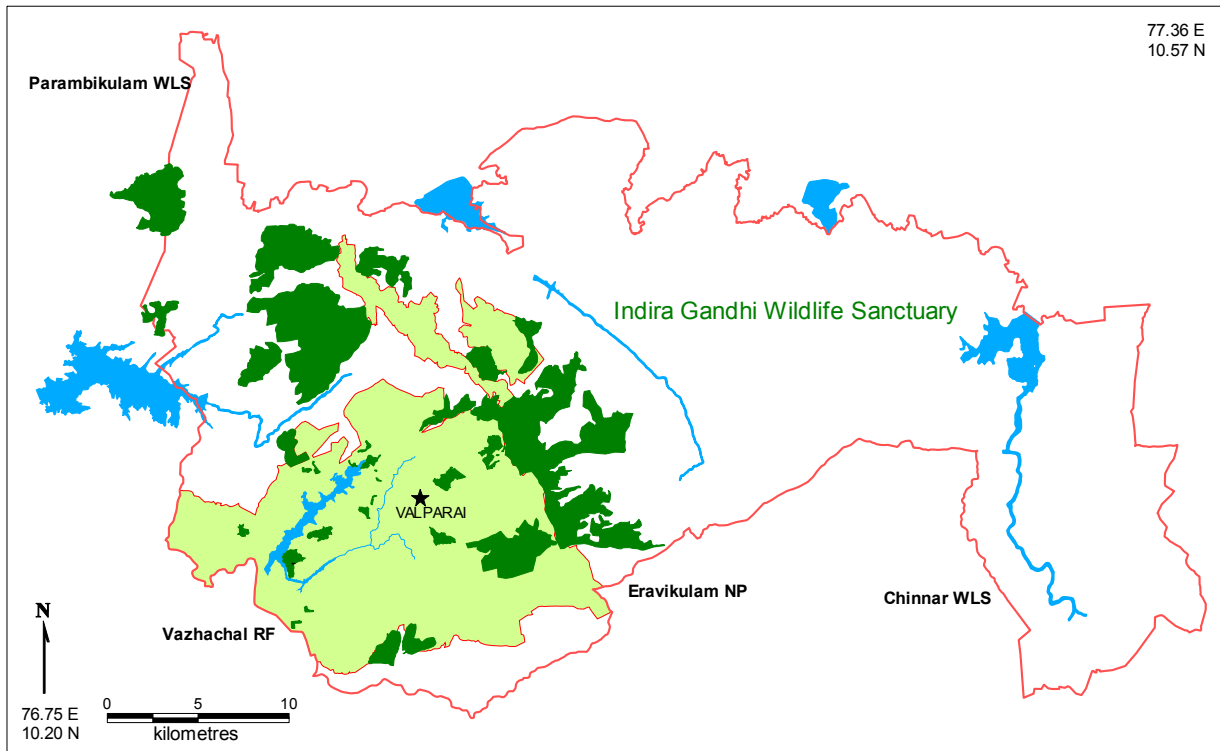 77.36 E
10.57 N
Parambikulam WLS
Indira Gandhi Wildlife Sanctuary
VALPARAI
Eravikulam NP
Chinnar WLS
Vazhachal RF
N
76.75 E
10.20 N
0 5 10
kilometres